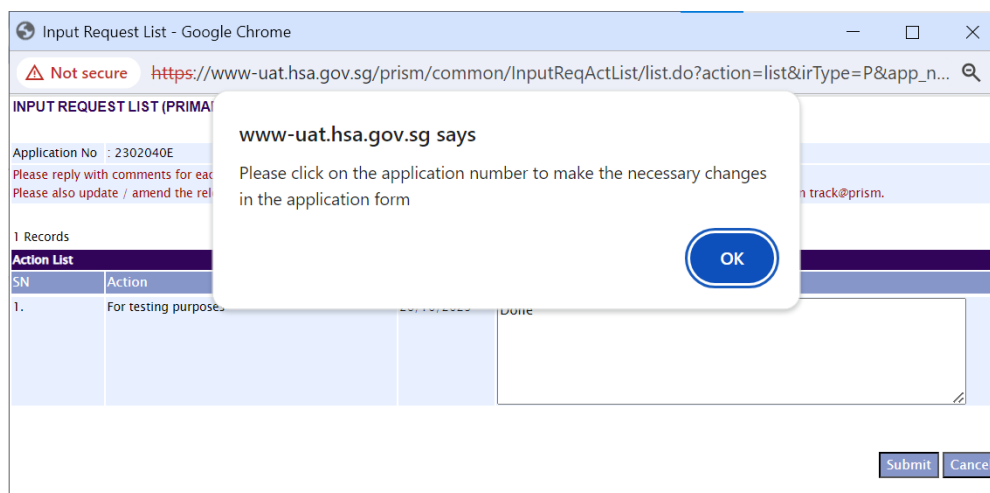 Input Request List - Google Chrome
Not secure https://www-uat.hsa.gov.sg/prism/common/InputReqActList/list.do?action=list&irType=P&app_n...
INPUT REQUEST LIST (PRIMA
www-uat.hsa.gov.sg says
Application No : 2302040E
Please reply with comments for eac
Please click on the application number to make the necessary changes
Please also update / amend the rel
n track@prism.
in the application form
1 Records
Action List
OK
SN Action
1. For testing purposes
Done
Submit Cance